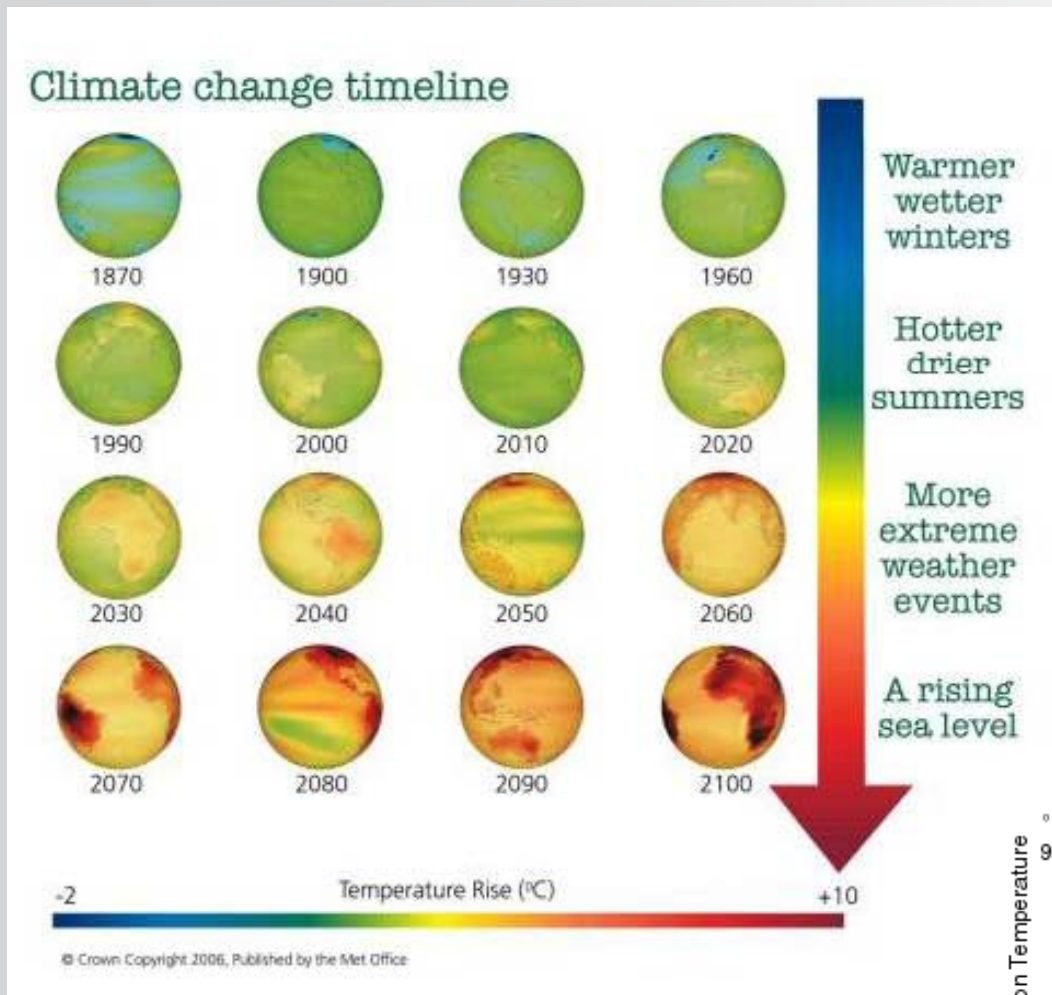 Climate change timeline
1870
1900
1930
1960
Warmer
wetter
winters
1990
2000
2010
2020
Hotter
drier
summers
2030
2040
2050
2060
More
extreme
weather
events
2070
2080
2090
2100
A rising
sea level
-2
Temperature Rise (ºC)
+10
© Crown Copyright 2006, Published by the Met Office
Temperature
9